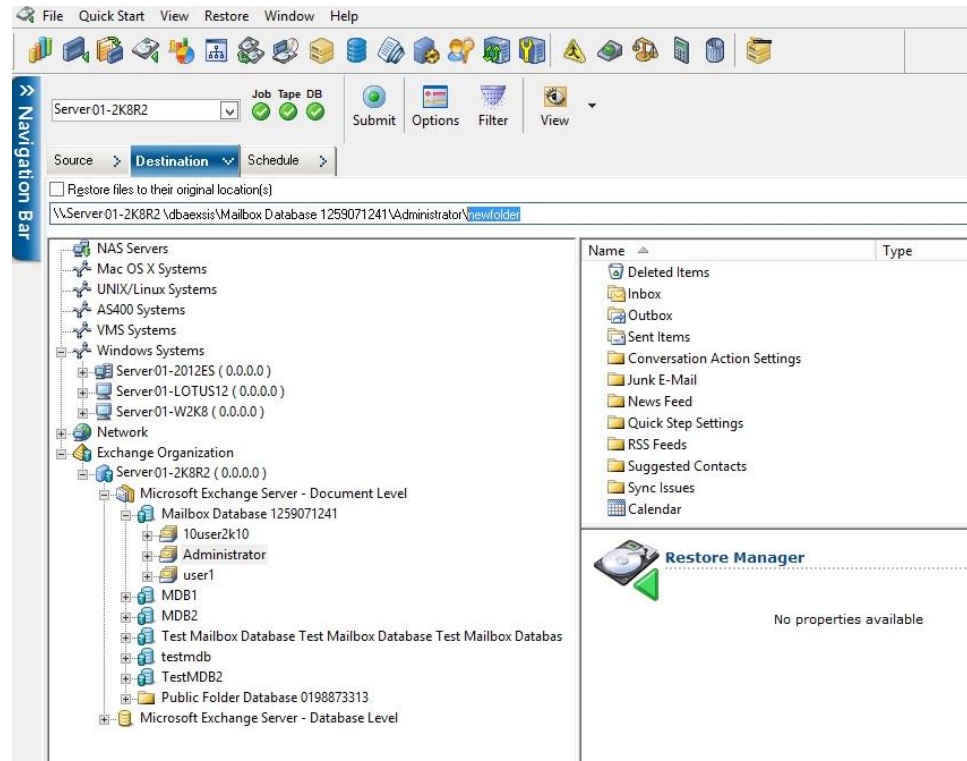 File Quick Start View Restore Window Help
Navigation Bar
Server01-2K8R2
Job Tape DB
Submit Options Filter View
Source > Destination Schedule >
Restore files to their original location(s)
\\Server01-2K8R2\dbaexsis\Mailbox Database 1259071241\Administrator\newfolder
NAS Servers
Mac OS X Systems
UNIX/Linux Systems
AS400 Systems
VMS Systems
Windows Systems
Server01-2012ES ( 0.0.0.0 )
Server01-LOTUS12 ( 0.0.0.0 )
Server01-W2K8 ( 0.0.0.0 )
Network
Exchange Organization
Server01-2K8R2 ( 0.0.0.0 )
Microsoft Exchange Server - Document Level
Mailbox Database 1259071241
10user2k10
Administrator
user1
MDB1
MDB2
Test Mailbox Database Test Mailbox Database Test Mailbox Databas
testmdb
TestMDB2
Public Folder Database 0198873313
Microsoft Exchange Server - Database Level
Name Type
Deleted Items
Inbox
Outbox
Sent Items
Conversation Action Settings
Junk E-Mail
News Feed
Quick Step Settings
RSS Feeds
Suggested Contacts
Sync Issues
Calendar
Restore Manager
No properties available